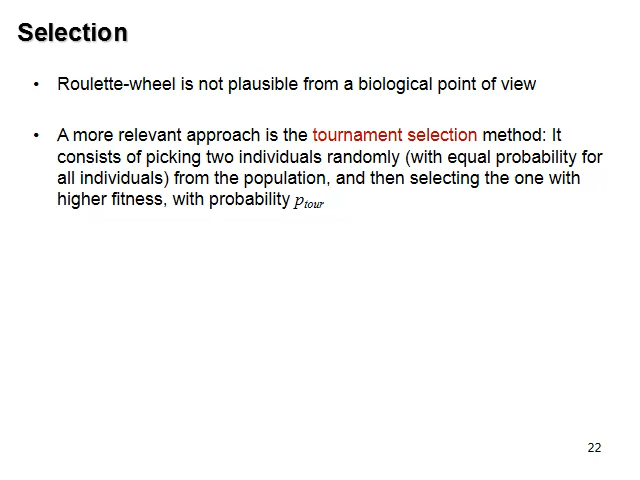 Selection
• Roulette-wheel is not plausible from a biological point of view
• A more relevant approach is the tournament selection method: It
consists of picking two individuals randomly (with equal probability for
all individuals) from the population, and then selecting the one with
higher fitness, with probability ptour
22